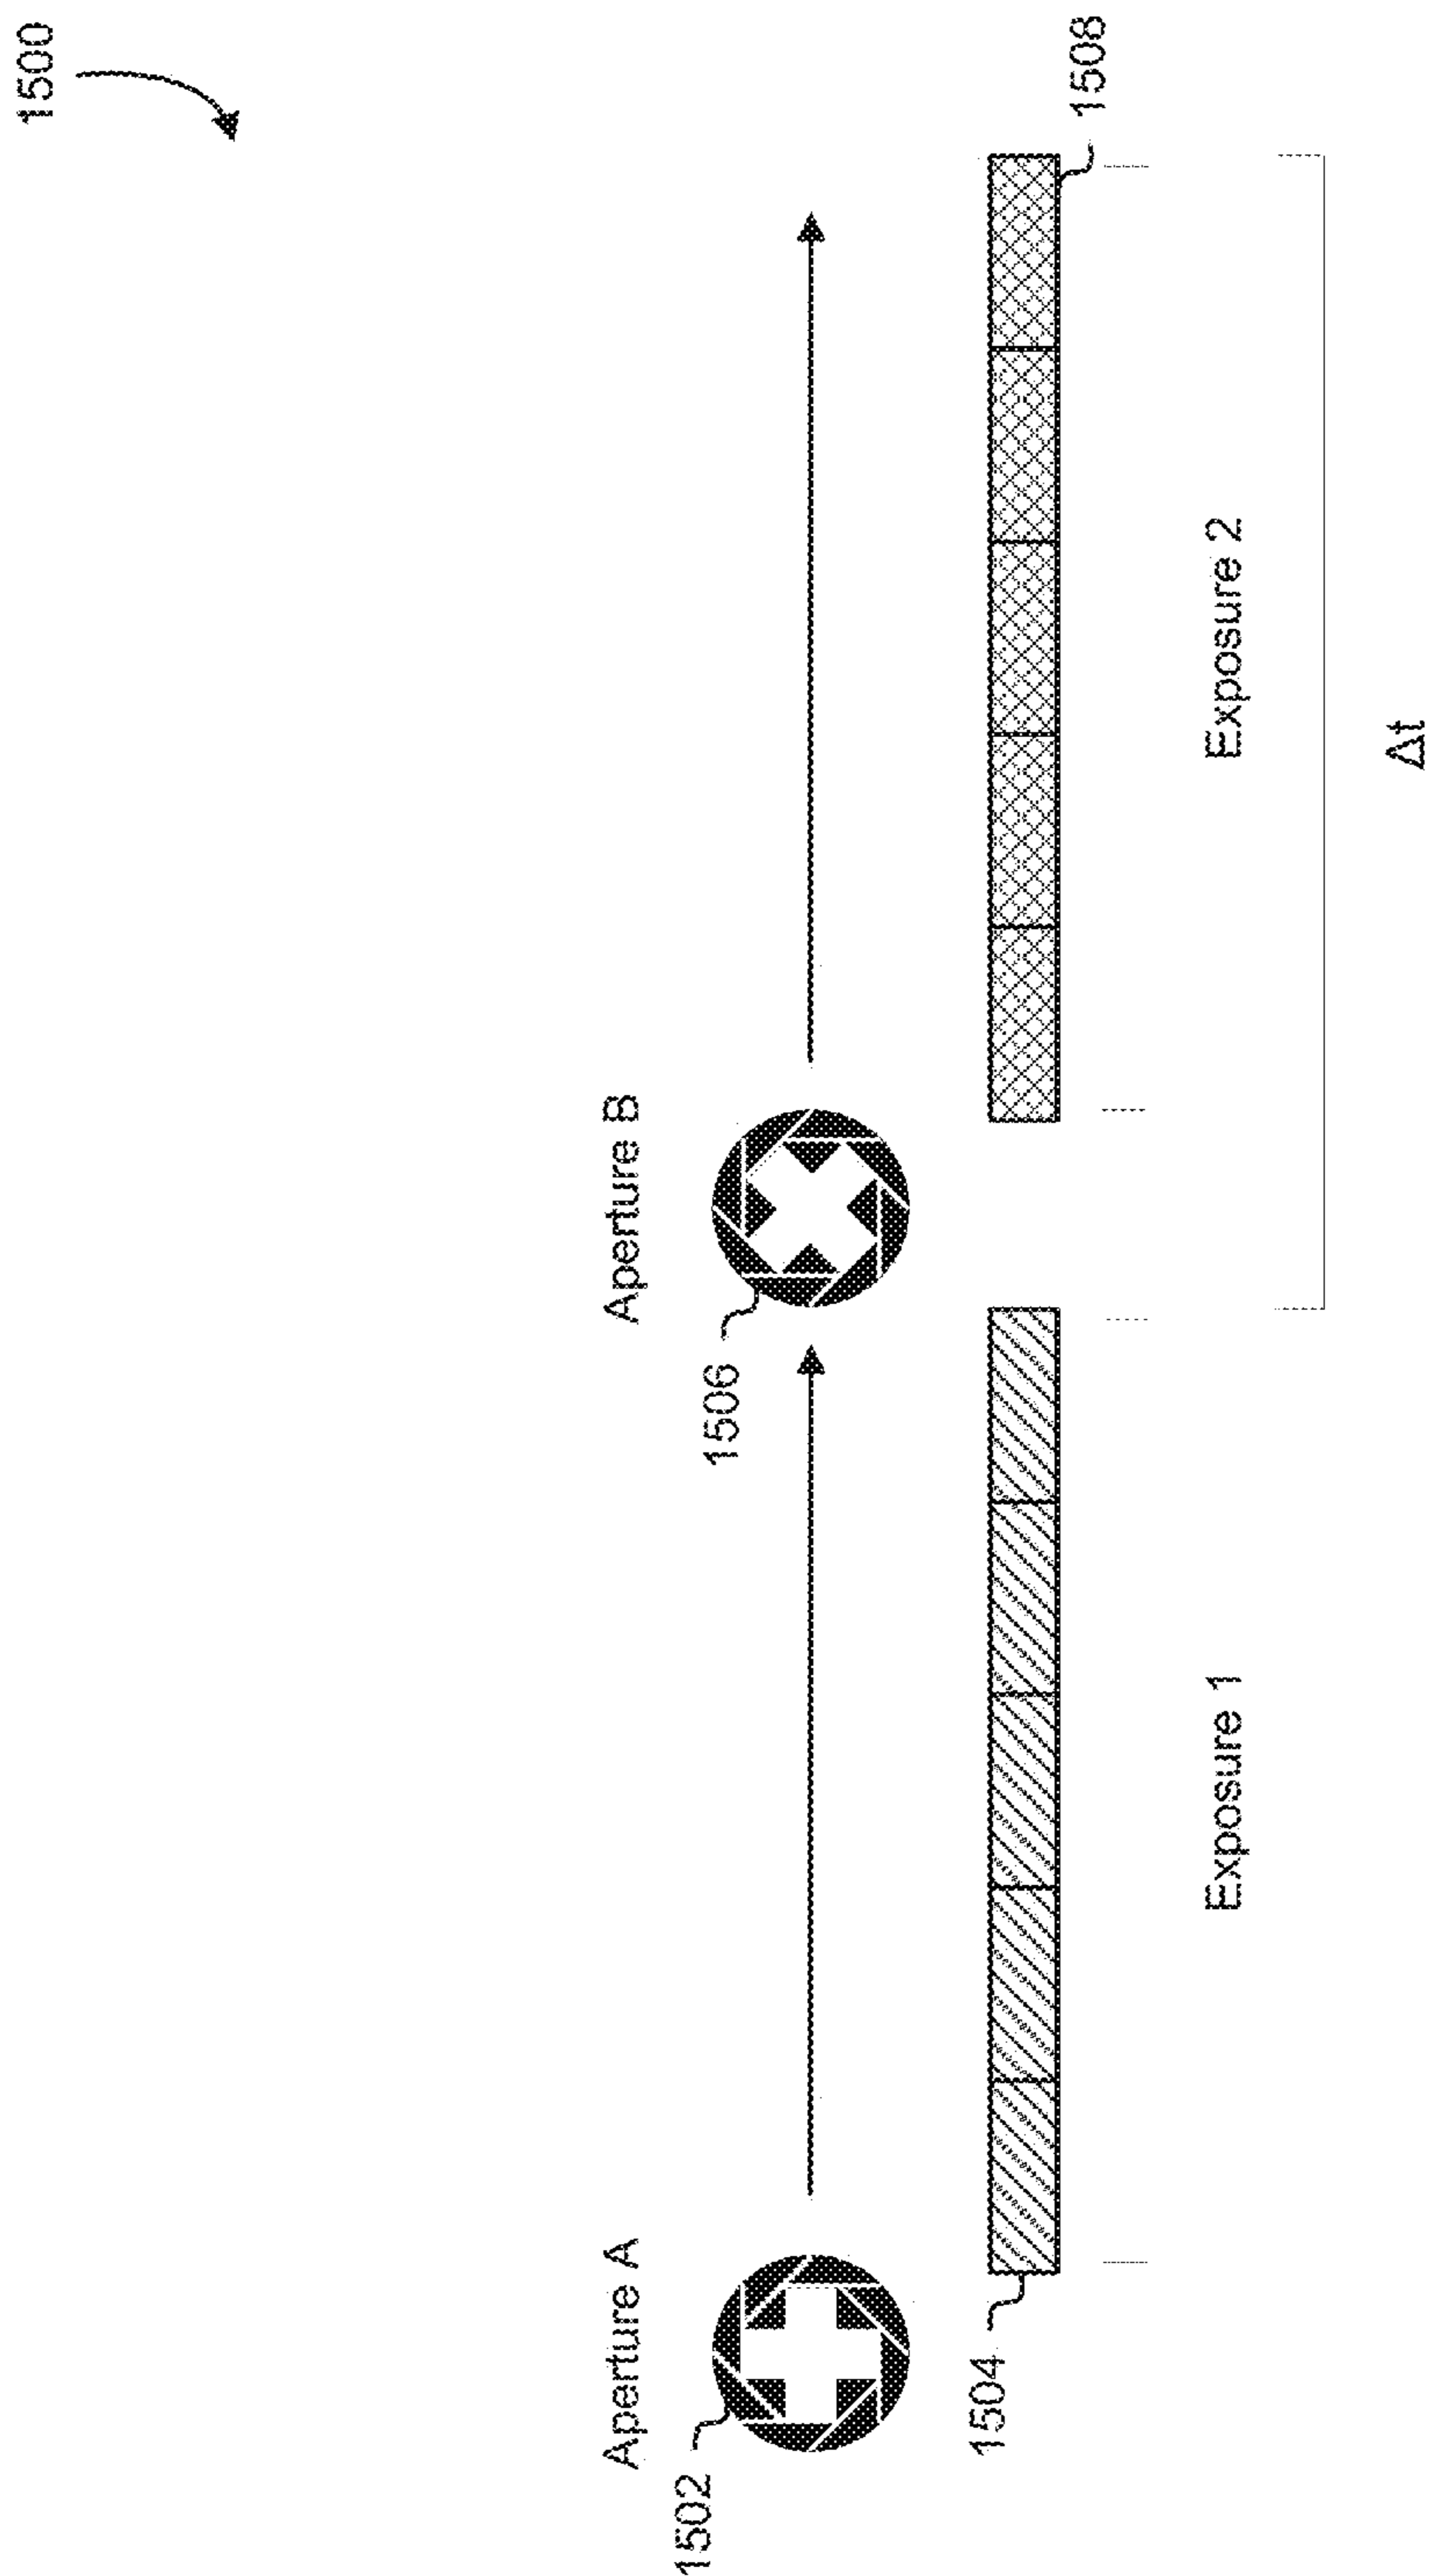 1500
Aperture A
Aperture B
1502
1506
1504
1508
Exposure 1
Exposure 2
Δt